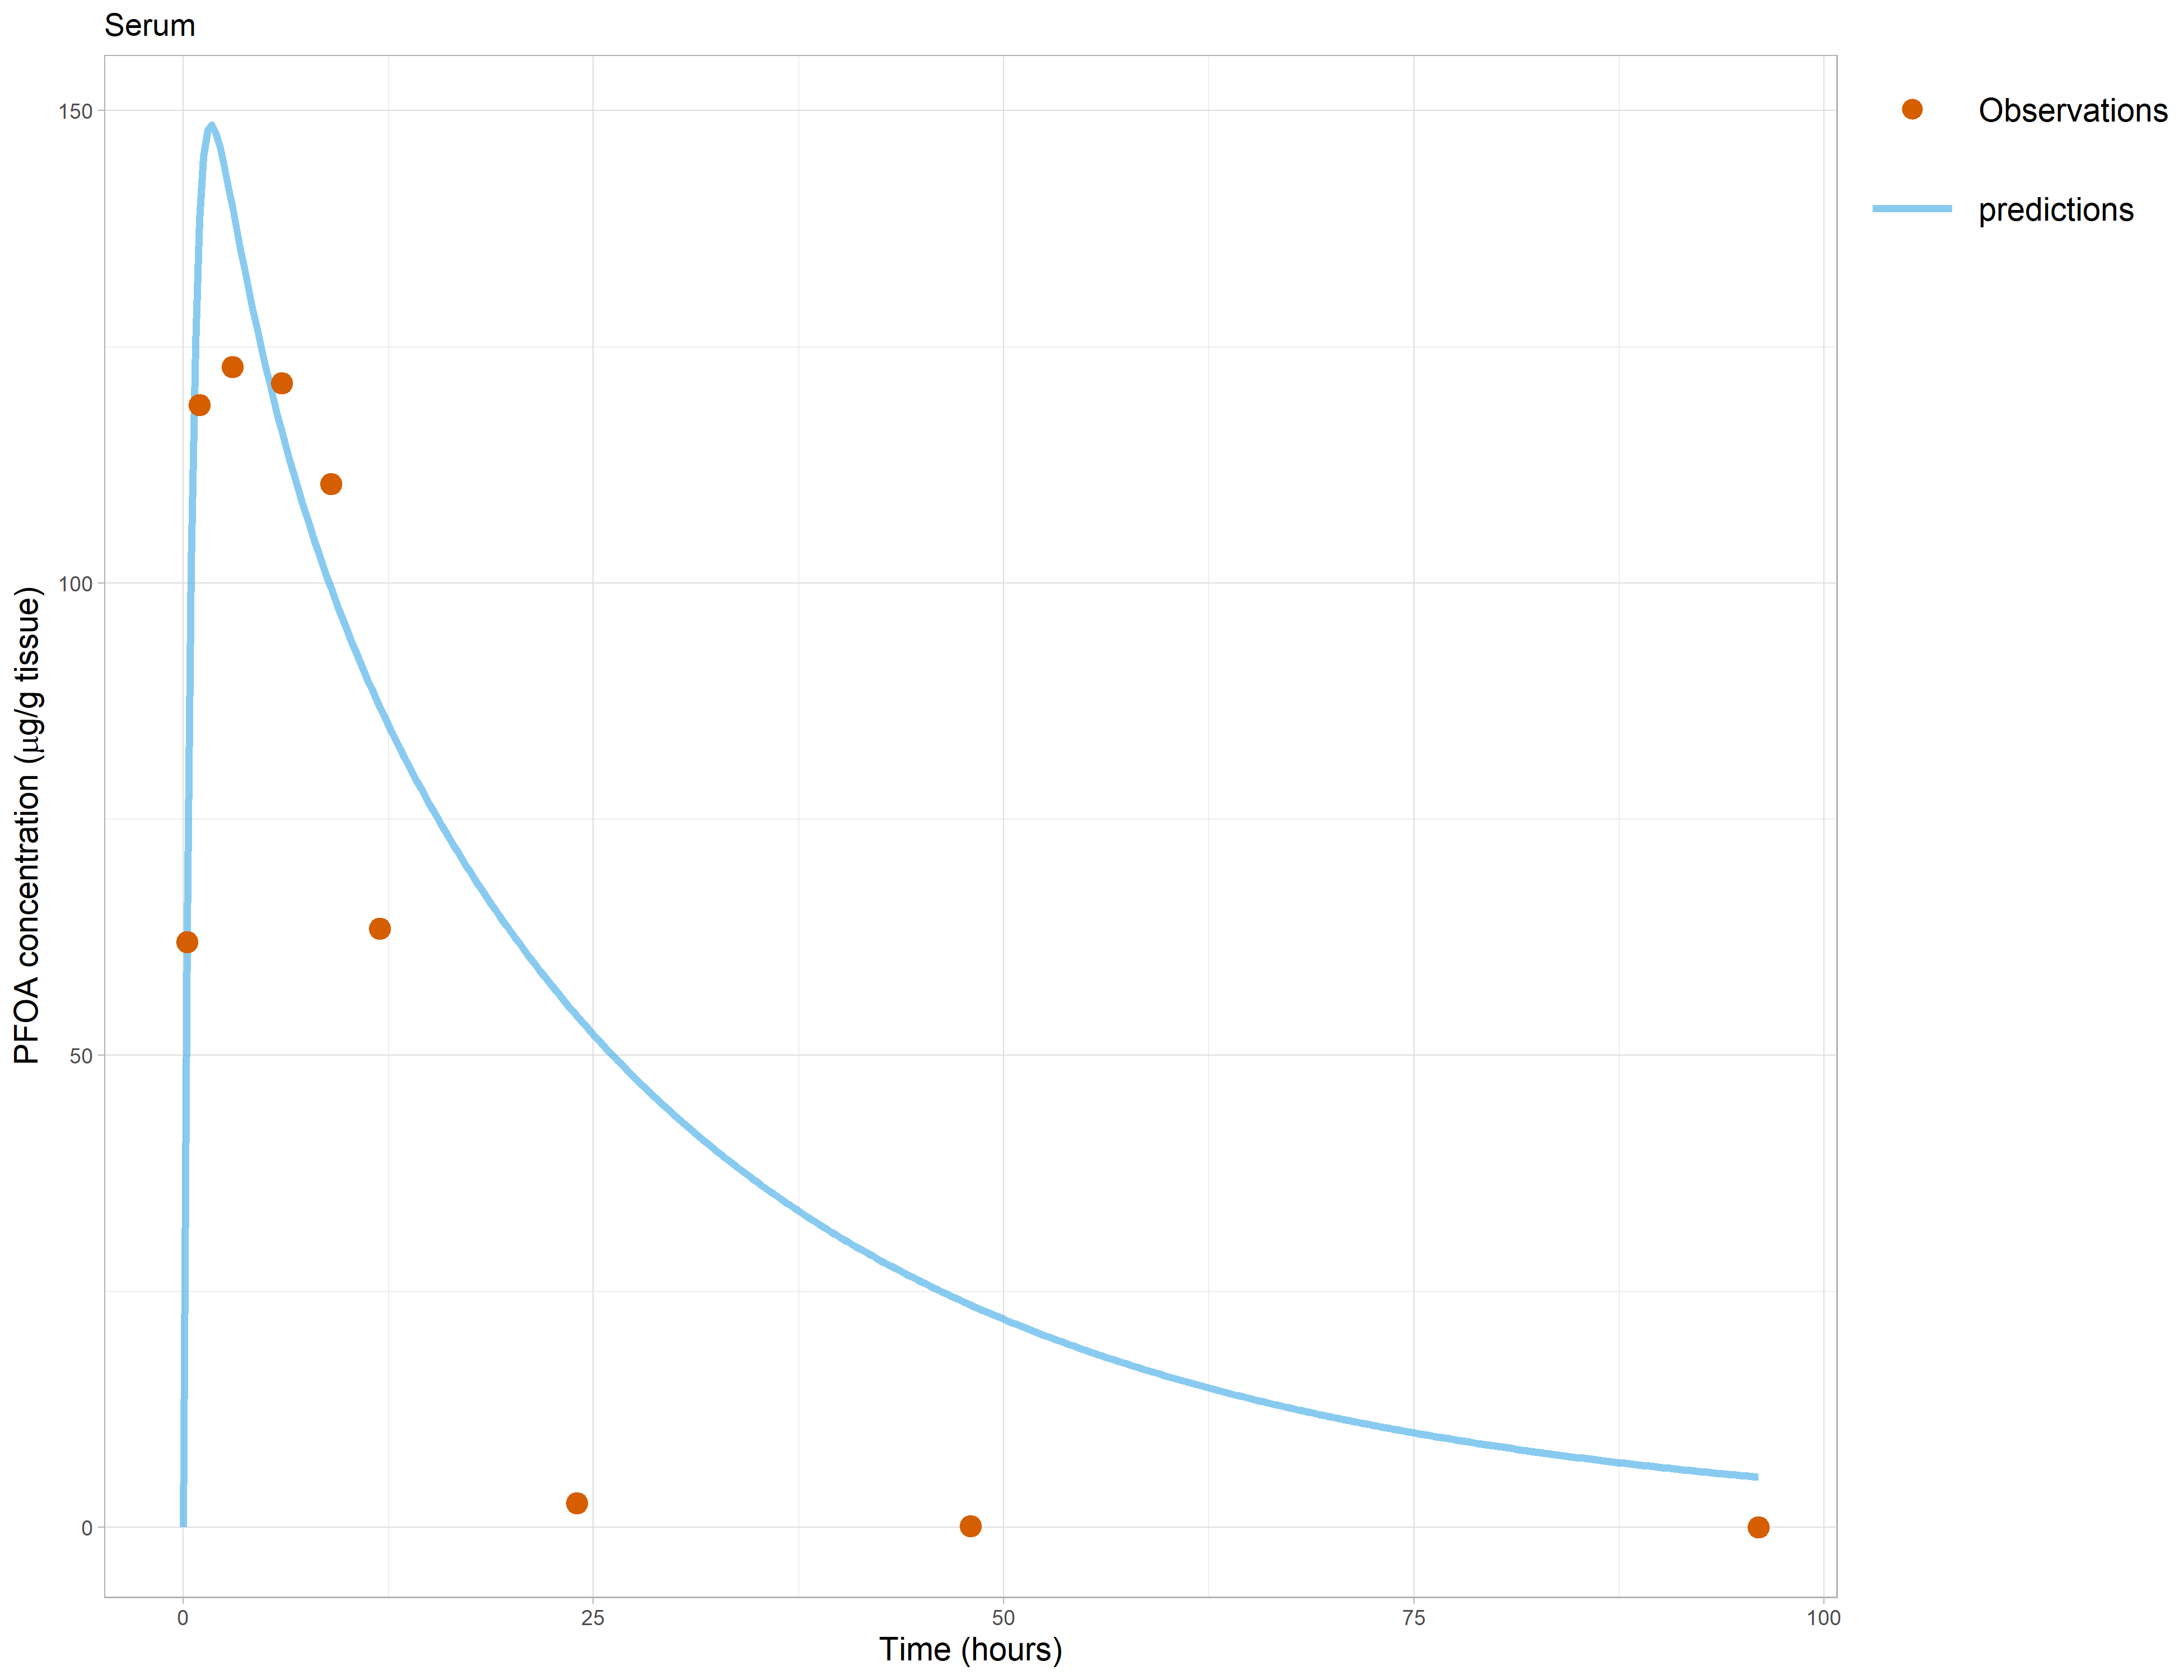 Serum
150
100
50
0
PFOA concentration (μg/g tissue)
0 25 50 75 100
Time (hours)
Observations
predictions